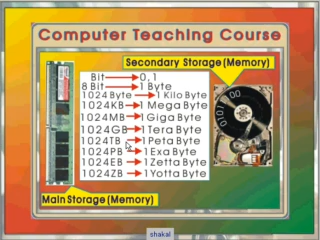 Computer Teaching Course
Secondary Storage(Memory)
Bit 0,1
8 Bit 1 Byte
1024 Byte 1 Kilo Byte
1024KB 1 Mega Byte
1024MB 1 Giga Byte
1024GB 1 Tera Byte
1024TB 1 Peta Byte
1024PB 1 Exa Byte
1024EB 1 Zetta Byte
1024ZB 1 Yotta Byte
Main Storage(Memory)
shakal